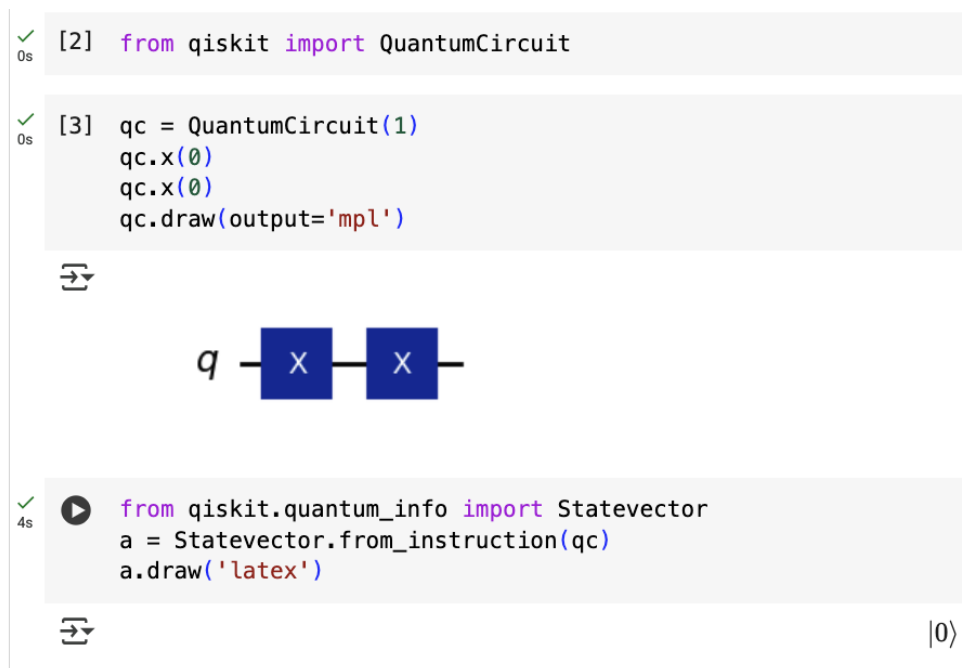 [2] from qiskit import QuantumCircuit
0s
[3] qc = QuantumCircuit(1)
0s
qc.x(0)
qc.x(0)
qc.draw(output='mpl')
q X X
from qiskit.quantum_info import Statevector
4s
a = Statevector.from_instruction(qc)
a.draw('latex')
|0⟩